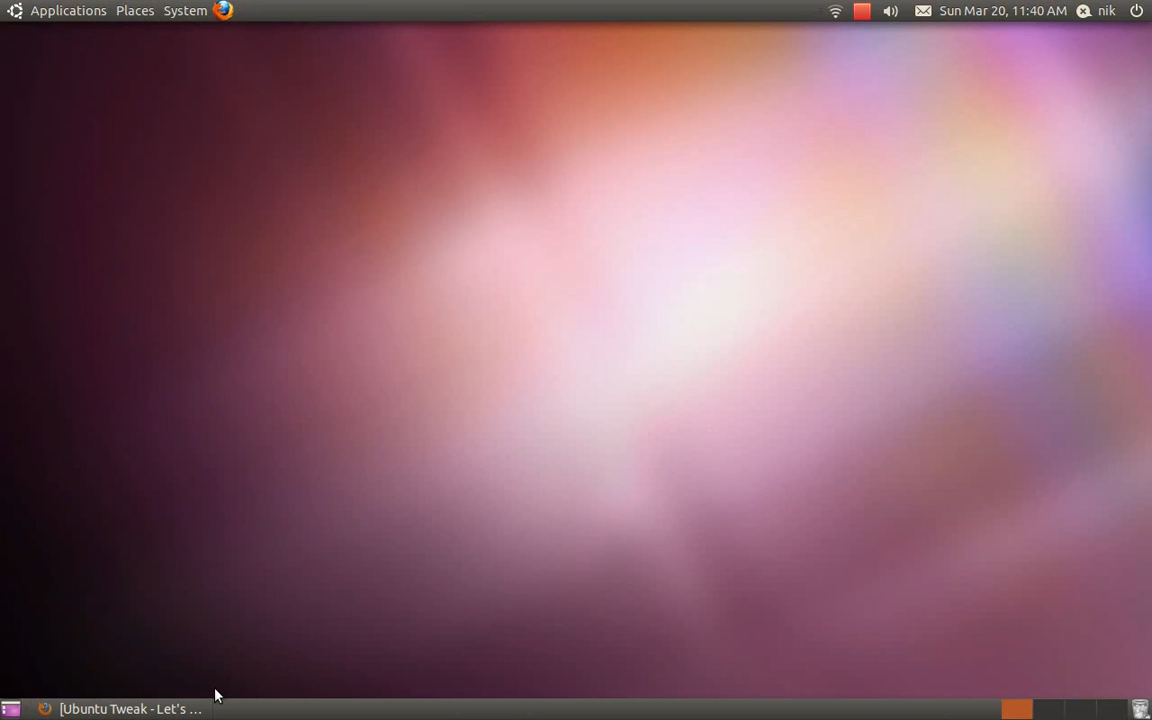 Applications Places System
Sun Mar 20, 11:40 AM nik
[Ubuntu Tweak - Let's ...